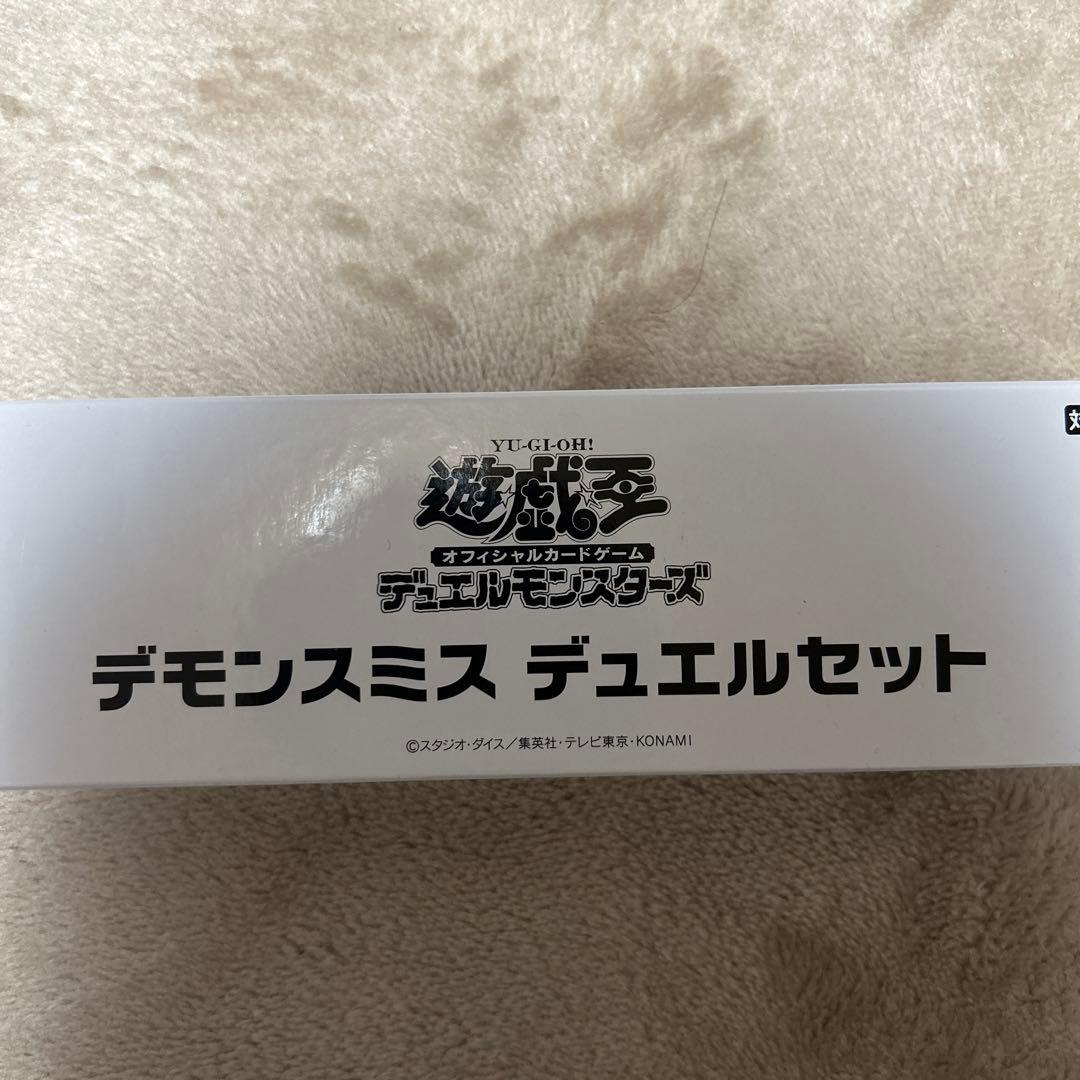 YU-GI-OH!
遊戯王
オフィシャルカードゲーム
デュエルモンスターズ
デモンスミス デュエルセット
©スタジオ・ダイス／集英社・テレビ東京・KONAMI